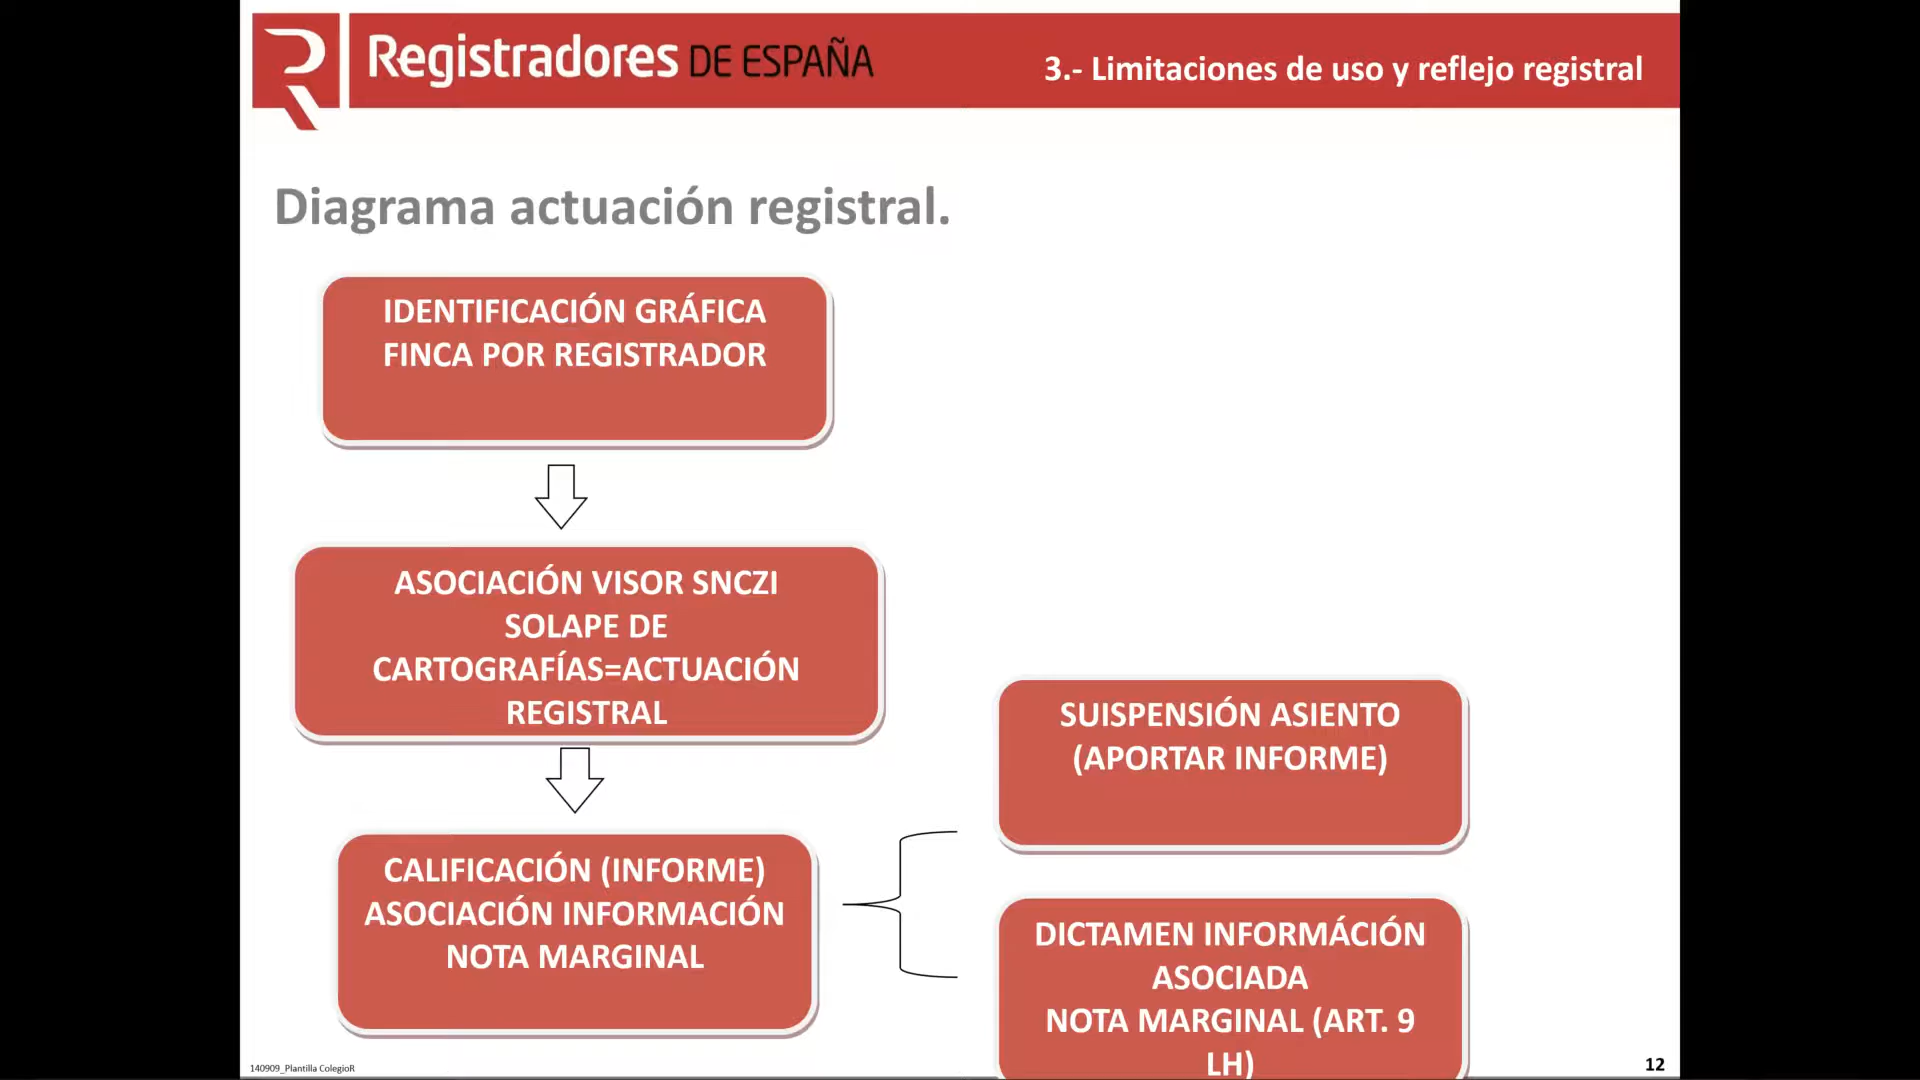 Registradores DE ESPAÑA
3.- Limitaciones de uso y reflejo registral
Diagrama actuación registral.
IDENTIFICACIÓN GRÁFICA
FINCA POR REGISTRADOR
ASOCIACIÓN VISOR SNCZI
SOLAPE DE
CARTOGRAFÍAS=ACTUACIÓN
REGISTRAL
CALIFICACIÓN (INFORME)
ASOCIACIÓN INFORMACIÓN
NOTA MARGINAL
SUISPENSIÓN ASIENTO
(APORTAR INFORME)
DICTAMEN INFORMÁCIÓN
ASOCIADA
NOTA MARGINAL (ART. 9
LH)
140909_Plantilla ColegioR
12